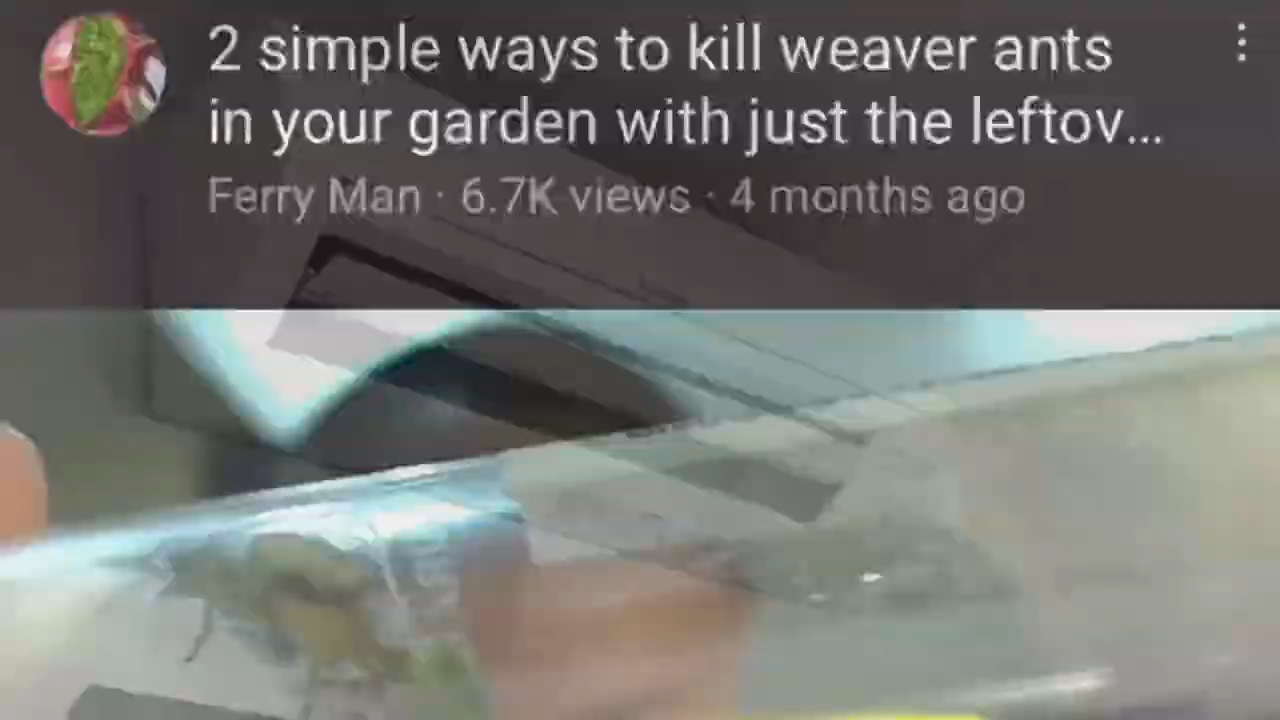 2 simple ways to kill weaver ants
in your garden with just the leftov...
Ferry Man · 6.7K views · 4 months ago